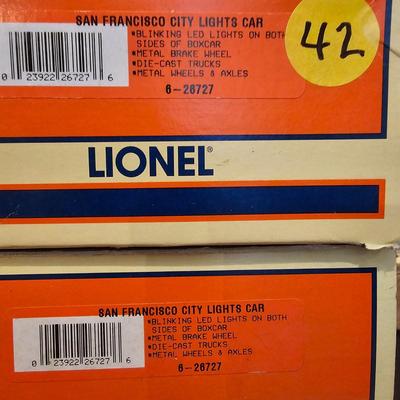 SAN FRANCISCO CITY LIGHTS CAR
*BLINKING LED LIGHTS ON BOTH
SIDES OF BOXCAR
*METAL BRAKE WHEEL
*DIE-CAST TRUCKS
*METAL WHEELS & AXLES
0 23922 26727 6
6-26727
42
LIONEL®
SAN FRANCISCO CITY LIGHTS CAR
*BLINKING LED LIGHTS ON BOTH
SIDES OF BOXCAR
*METAL BRAKE WHEEL
*DIE-CAST TRUCKS
*METAL WHEELS & AXLES
0 23922 26727 6
6-26727